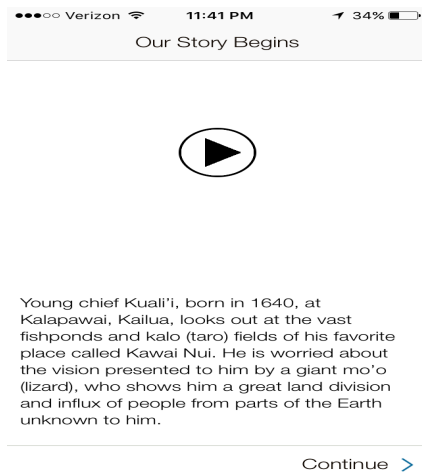 Verizon 11:41 PM 34%
Our Story Begins
Young chief Kuali'i, born in 1640, at
Kalapawai, Kailua, looks out at the vast
fishponds and kalo (taro) fields of his favorite
place called Kawai Nui. He is worried about
the vision presented to him by a giant mo'o
(lizard), who shows him a great land division
and influx of people from parts of the Earth
unknown to him.
Continue >